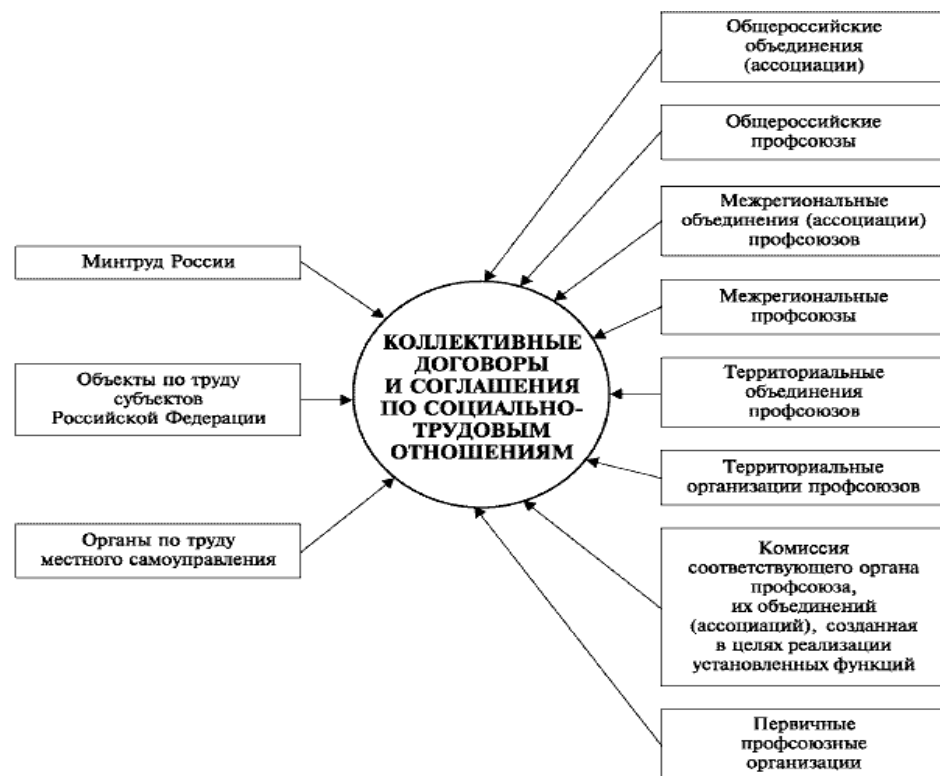 Общероссийские
объединения
(ассоциации)
Общероссийские
профсоюзы
Межрегиональные
объединения (ассоциации)
профсоюзов
Минтруд России
Межрегиональные
профсоюзы
КОЛЛЕКТИВНЫЕ
ДОГОВОРЫ
И СОГЛАШЕНИЯ
ПО СОЦИАЛЬНО-
ТРУДОВЫМ
ОТНОШЕНИЯМ
Объекты по труду
субъектов
Российской Федерации
Территориальные
объединения
профсоюзов
Территориальные
организации профсоюзов
Органы по труду
местного самоуправления
Комиссия
соответствующего органа
профсоюза,
их объединений
(ассоциаций), созданная
в целях реализации
установленных функций
Первичные
профсоюзные
организации